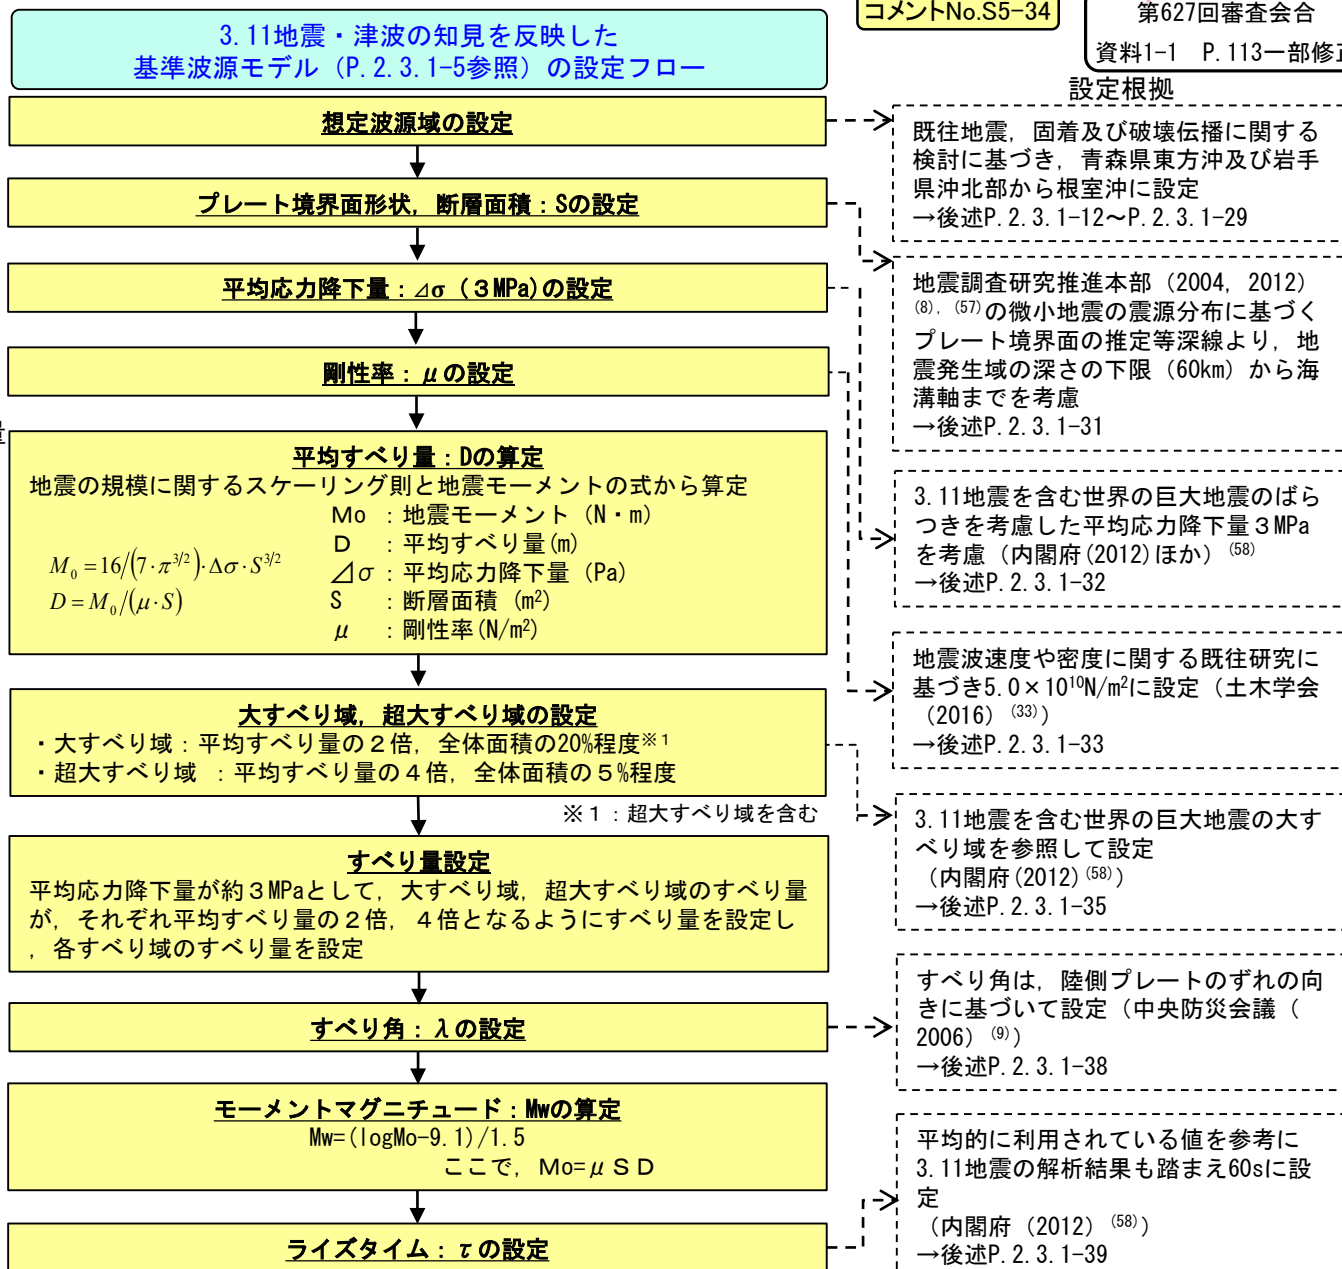 コメントNo.S5-34
第627回審査会合
資料1-1　P.113一部修正
3.11地震・津波の知見を反映した
基準波源モデル（P.2.3.1-5参照）の設定フロー
設定根拠
想定波源域の設定
既往地震，固着及び破壊伝播に関する
検討に基づき，青森県東方沖及び岩手
県沖北部から根室沖に設定
→後述P.2.3.1-12～P.2.3.1-29
プレート境界面形状，断層面積：Sの設定
地震調査研究推進本部（2004，2012）
(8)，(57)の微小地震の震源分布に基づく
プレート境界面の推定等深線より，地
震発生域の深さの下限（60km）から海
溝軸までを考慮
→後述P.2.3.1-31
平均応力降下量：⊿σ（３MPa）の設定
3.11地震を含む世界の巨大地震のばら
つきを考慮した平均応力降下量３MPa
を考慮（内閣府(2012)ほか）(58)
→後述P.2.3.1-32
剛性率：μの設定
地震波速度や密度に関する既往研究に
基づき5.0×10¹⁰N/m²に設定（土木学会
（2016）(33)）
→後述P.2.3.1-33
量
平均すべり量：Dの算定
地震の規模に関するスケーリング則と地震モーメントの式から算定
M₀ = 16/(7・π^{3/2})・Δσ・S^{3/2}
D = M₀/(μ・S)
Mo ：地震モーメント（N・m）
D ：平均すべり量(m)
⊿σ：平均応力降下量（Pa）
S ：断層面積（m²）
μ ：剛性率(N/m²)
大すべり域，超大すべり域の設定
・大すべり域：平均すべり量の２倍，全体面積の20%程度※1
・超大すべり域 ：平均すべり量の４倍，全体面積の５%程度
※１：超大すべり域を含む
3.11地震を含む世界の巨大地震の大す
べり域を参照して設定
（内閣府(2012)(58)）
→後述P.2.3.1-35
すべり量設定
平均応力降下量が約３MPaとして，大すべり域，超大すべり域のすべり量
が，それぞれ平均すべり量の２倍，４倍となるようにすべり量を設定し
，各すべり域のすべり量を設定
すべり角：λの設定
すべり角は，陸側プレートのずれの向
きに基づいて設定（中央防災会議（
2006）(9)）
→後述P.2.3.1-38
モーメントマグニチュード：Mwの算定
Mw=(logMo-9.1)/1.5
ここで，Mo=μＳＤ
ライズタイム：τの設定
平均的に利用されている値を参考に
3.11地震の解析結果も踏まえ60sに設
定
（内閣府（2012）(58)）
→後述P.2.3.1-39